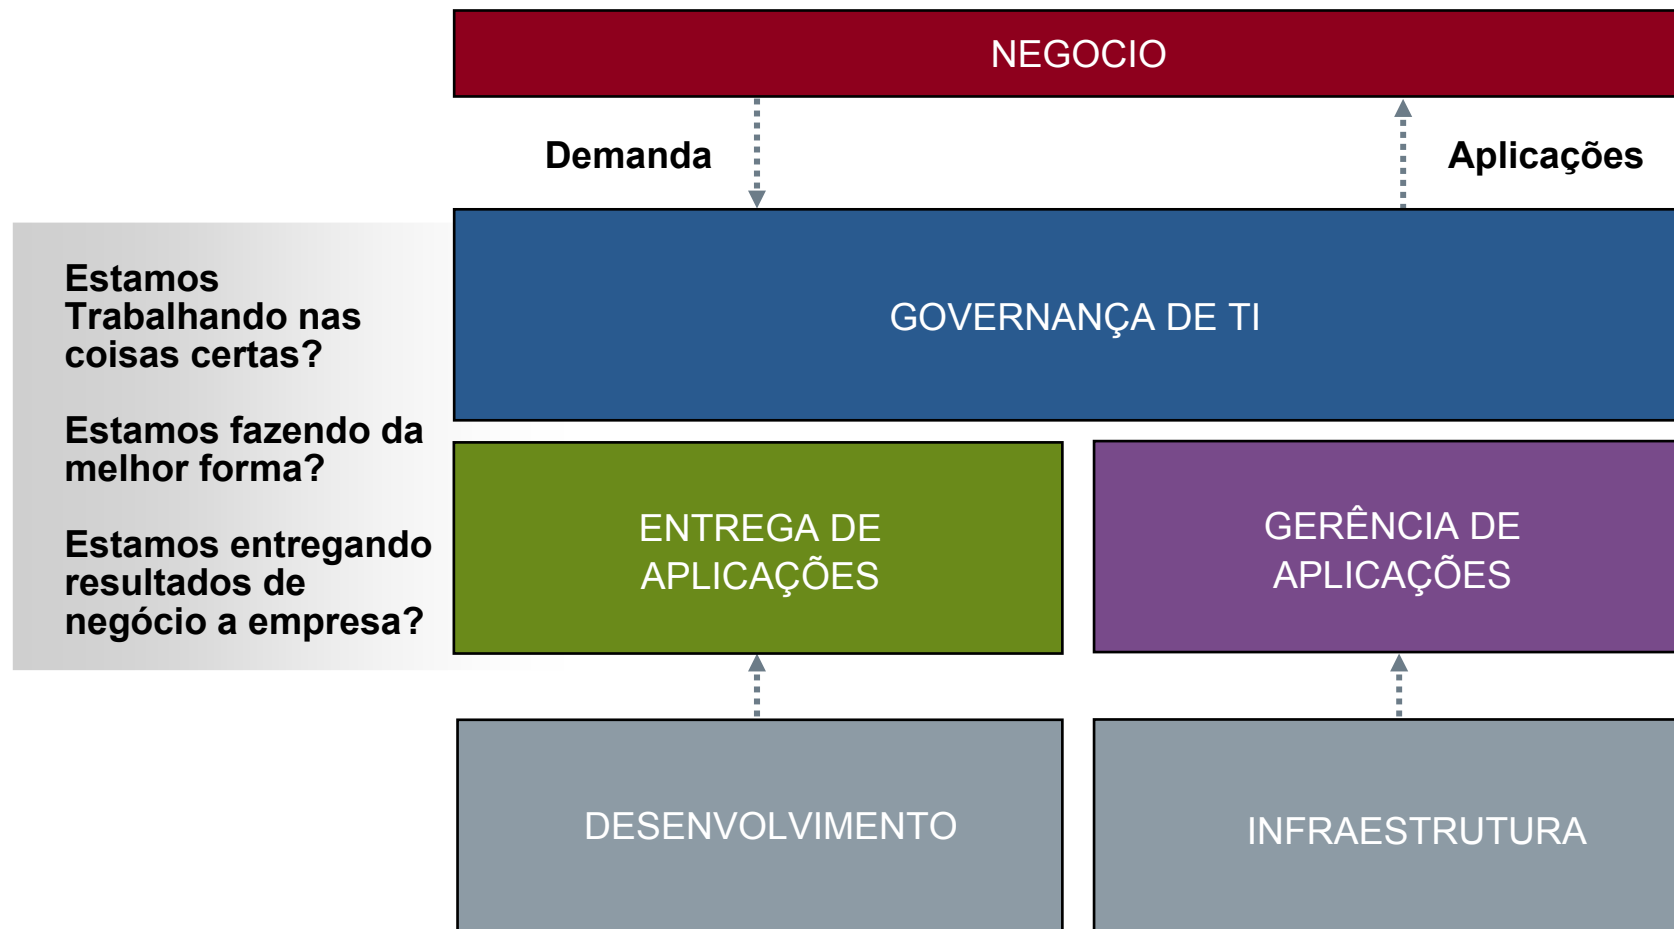 NEGOCIO
Demanda
Aplicações
Estamos
Trabalhando nas
coisas certas?
Estamos fazendo da
melhor forma?
Estamos entregando
resultados de
negócio a empresa?
GOVERNANÇA DE TI
ENTREGA DE
APLICAÇÕES
GERÊNCIA DE
APLICAÇÕES
DESENVOLVIMENTO
INFRAESTRUTURA